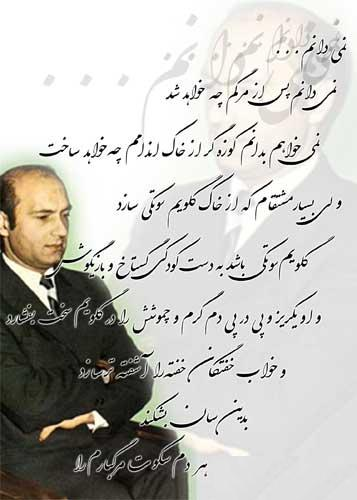 نمی دانم . . .
نمی دانم پس از مرگم چه خواهد شد
نمی خواهم بدانم کوزه گر از خاک اندامم چه خواهد ساخت
ولی بسیار مشتاقم که از خاک گلویم سوتکی سازد
گلویم سوتکی باشد به دست کودکی گستاخ و بازیگوش
و او یکریز و پی در پی دم گرم و چموشش را در گلویم سخت بفشارد
و خواب خفتگان خفته را آشفته تر سازد
بدین سان بشکند
هر دم سکوت مرگبارم را